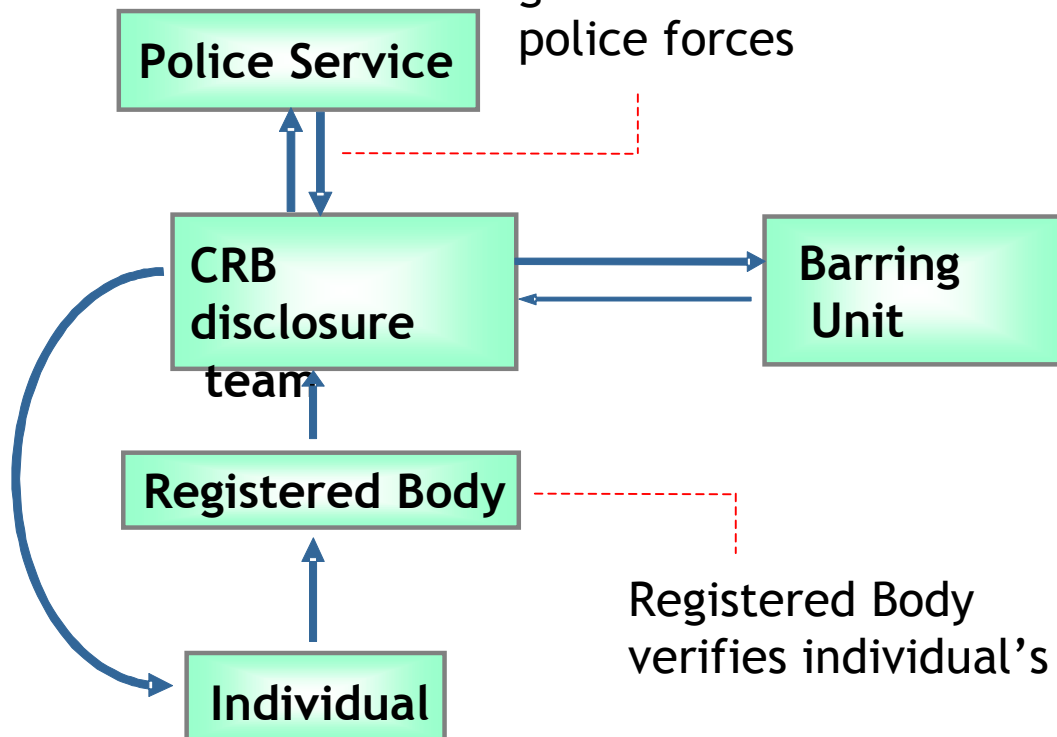 police forces
Police Service
CRB
disclosure
team
Barring
Unit
Registered Body
Registered Body
verifies individual’s
Individual